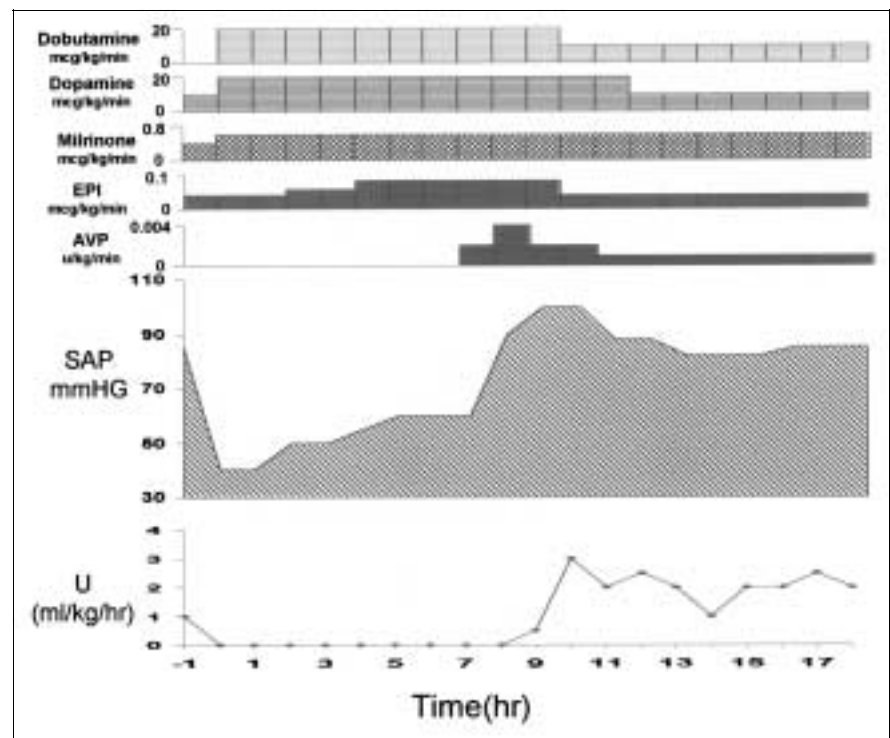 Dobutamine
mcg/kg/min
20
0
Dopamine
mcg/kg/min
20
0
Milrinone
mcg/kg/min
0.8
0
EPI
mcg/kg/min
0.1
0
AVP
u/kg/min
0.004
0
SAP
mmHG
110
90
70
50
30
U
(ml/kg/hr)
4
3
2
1
0
-1 1 3 5 7 9 11 13 15 17
Time(hr)